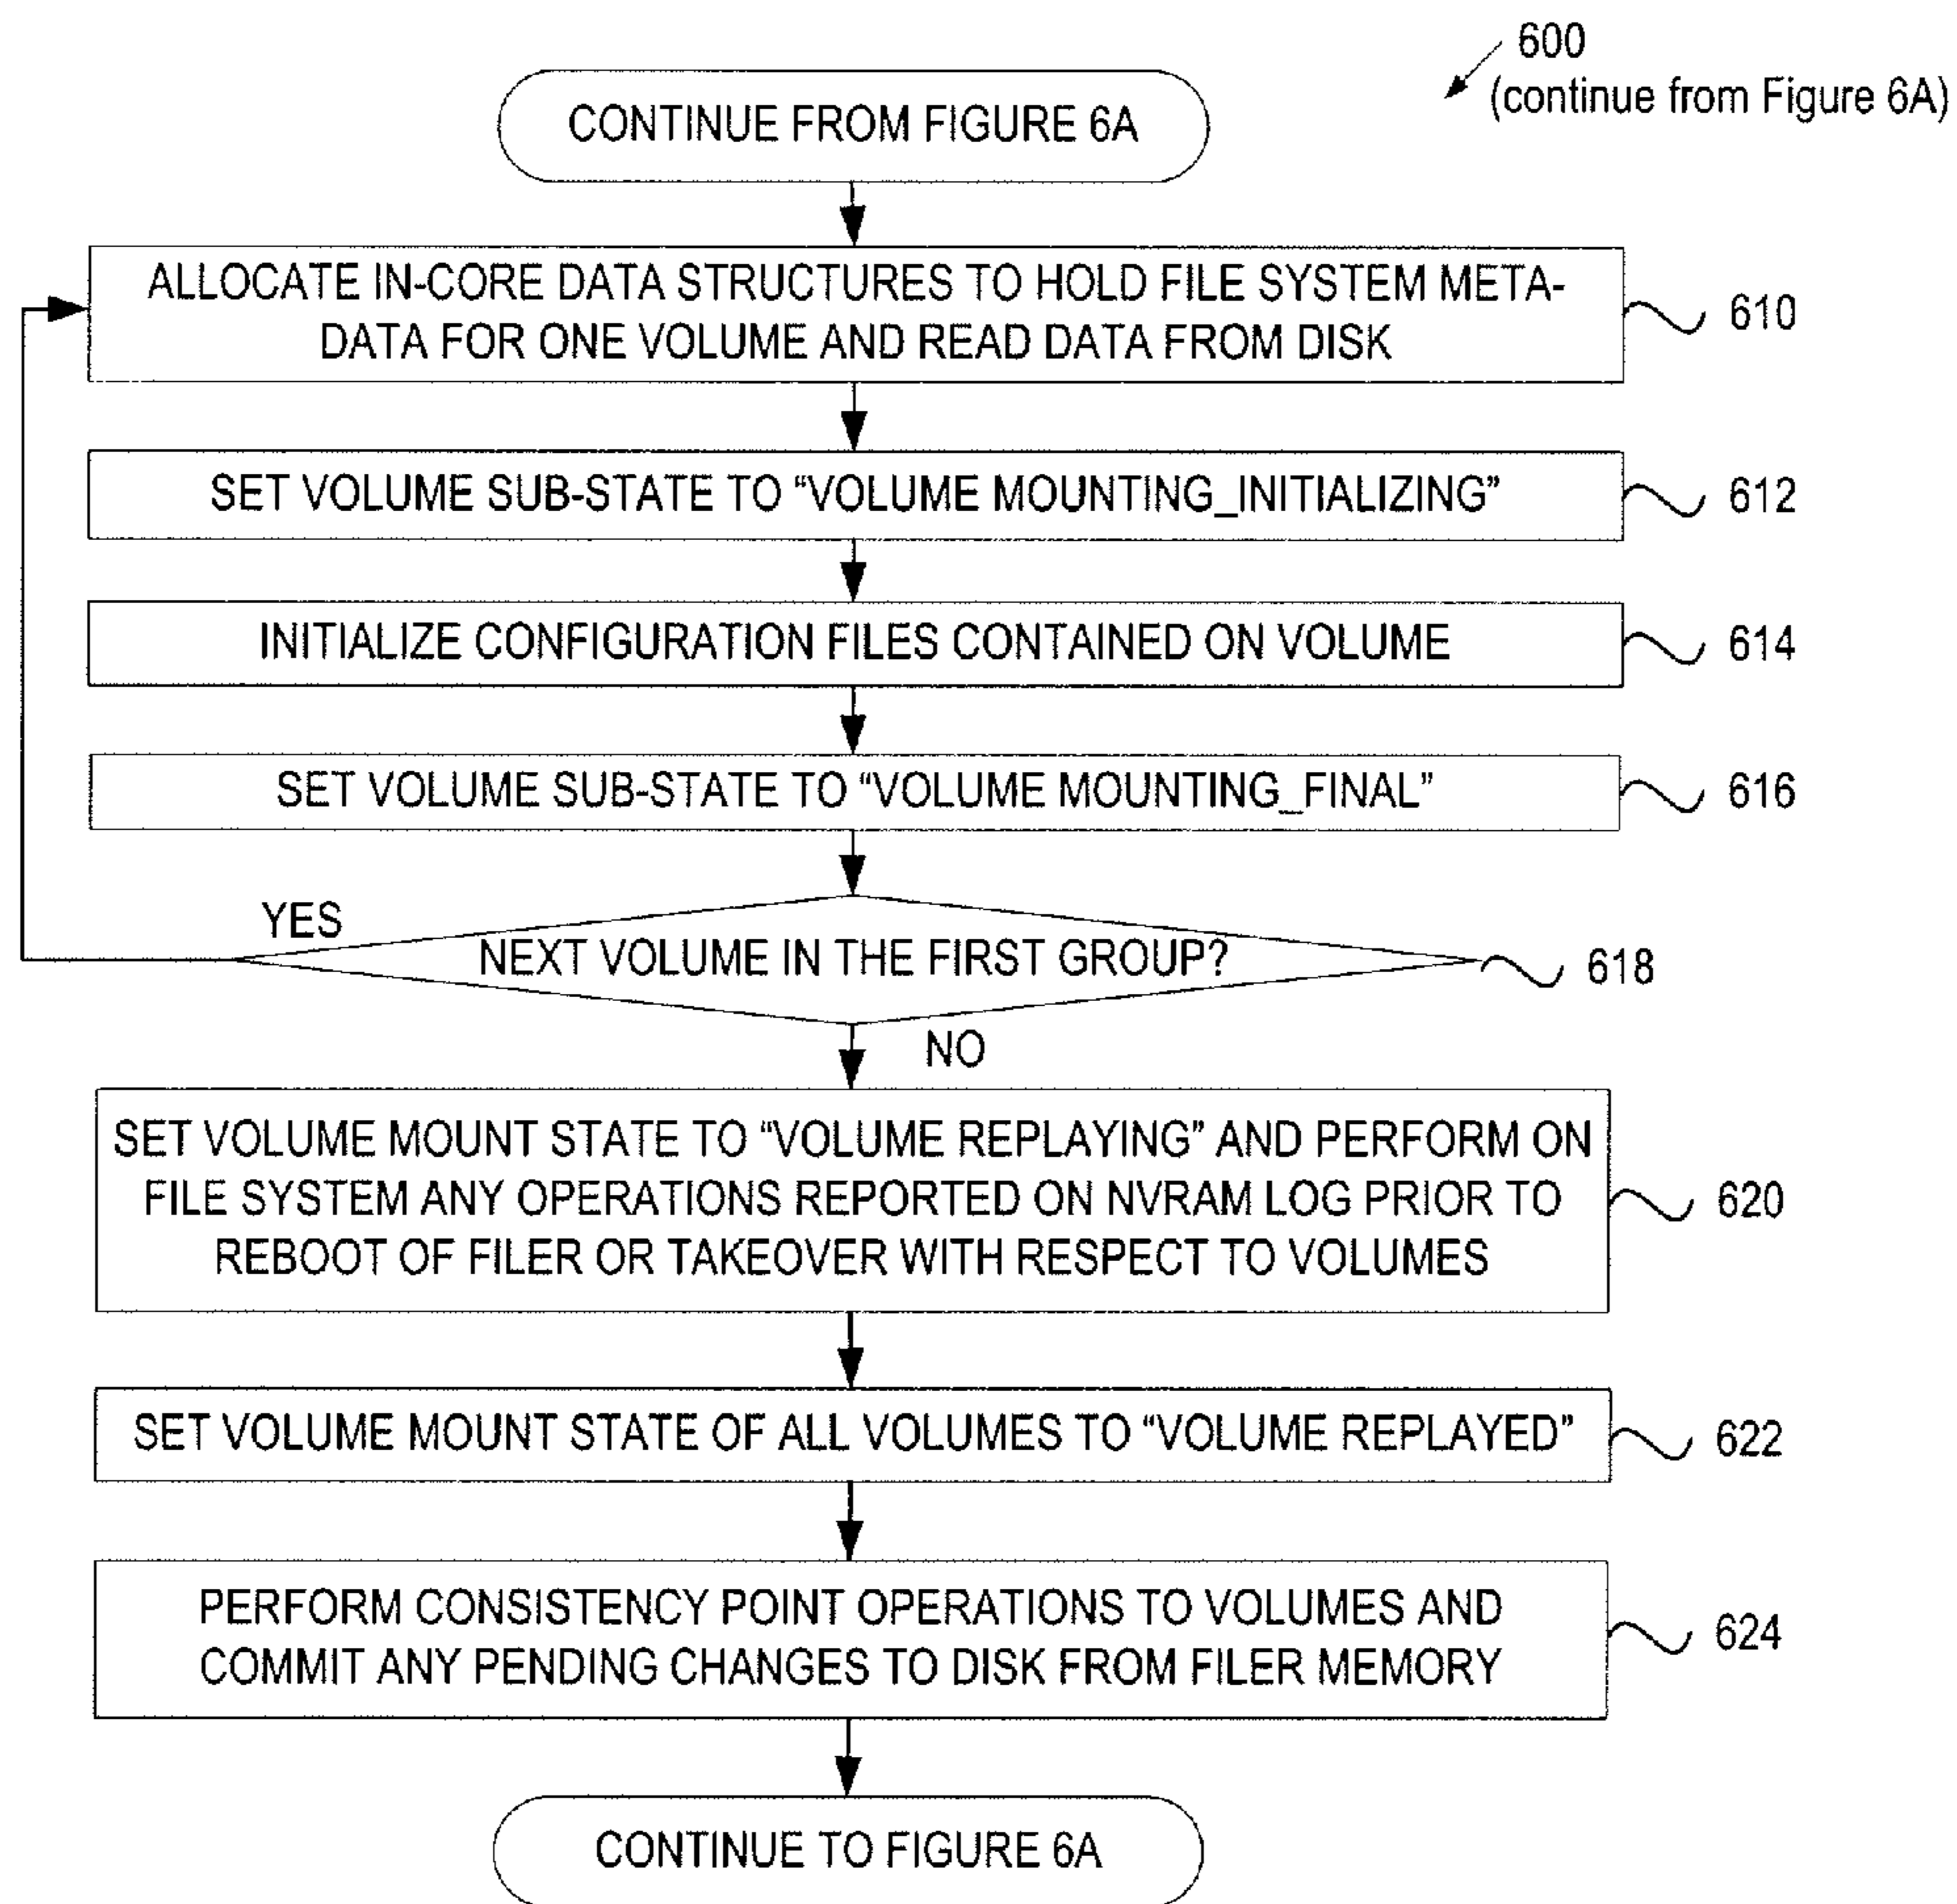 600
(continue from Figure 6A)
CONTINUE FROM FIGURE 6A
ALLOCATE IN-CORE DATA STRUCTURES TO HOLD FILE SYSTEM META-
DATA FOR ONE VOLUME AND READ DATA FROM DISK
610
SET VOLUME SUB-STATE TO “VOLUME MOUNTING_INITIALIZING”
612
INITIALIZE CONFIGURATION FILES CONTAINED ON VOLUME
614
SET VOLUME SUB-STATE TO “VOLUME MOUNTING_FINAL”
616
YES
NEXT VOLUME IN THE FIRST GROUP?
618
NO
SET VOLUME MOUNT STATE TO “VOLUME REPLAYING” AND PERFORM ON
FILE SYSTEM ANY OPERATIONS REPORTED ON NVRAM LOG PRIOR TO
REBOOT OF FILER OR TAKEOVER WITH RESPECT TO VOLUMES
620
SET VOLUME MOUNT STATE OF ALL VOLUMES TO “VOLUME REPLAYED”
622
PERFORM CONSISTENCY POINT OPERATIONS TO VOLUMES AND
COMMIT ANY PENDING CHANGES TO DISK FROM FILER MEMORY
624
CONTINUE TO FIGURE 6A